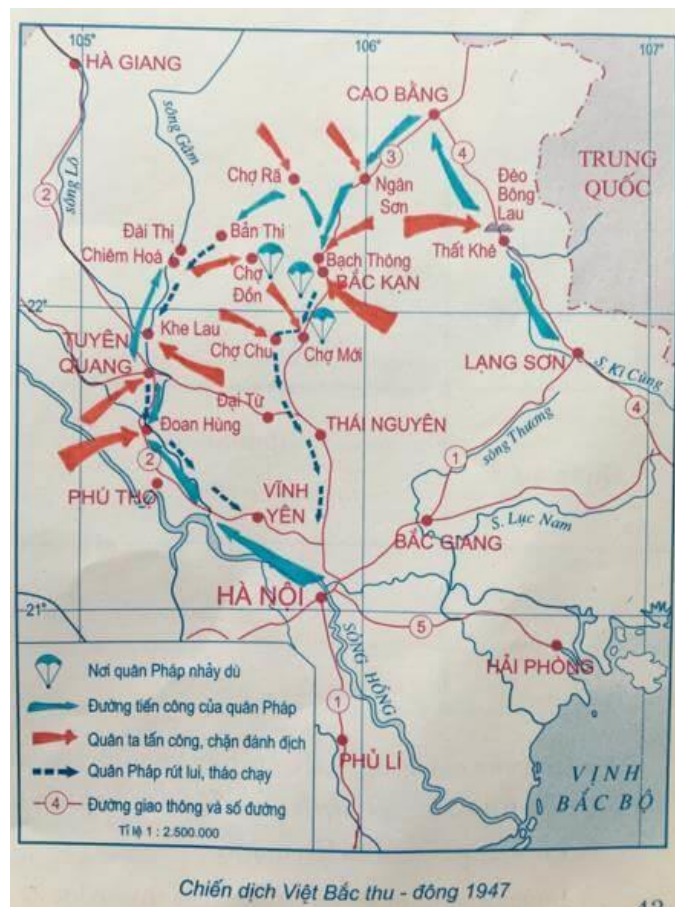 105°
106°
107°
HÀ GIANG
CAO BẰNG
sông Gâm
sông Lô
2
3
4
Chợ Rã
Ngân
Sơn
Đèo
Bông
Lau
TRUNG
QUỐC
Đài Thị
Chiêm Hoá
Bản Thi
Chợ
Đồn
Bạch Thông
BẮC KẠN
Thất Khê
22°
22°
TUYÊN
QUANG
Khe Lau
Chợ Chu
Chợ Mới
LẠNG SƠN
S. Kì Cùng
4
Đại Từ
Đoan Hùng
THÁI NGUYÊN
1
sông Thương
2
PHÚ THỌ
VĨNH
YÊN
BẮC GIANG
S. Lục Nam
HÀ NỘI
21°
21°
5
HẢI PHÒNG
SÔNG HỒNG
1
PHỦ LÍ
VỊNH
BẮC BỘ
Nơi quân Pháp nhảy dù
Đường tiến công của quân Pháp
Quân ta tấn công, chặn đánh địch
Quân Pháp rút lui, tháo chạy
4
Đường giao thông và số đường
Tỉ lệ 1 : 2.500.000
Chiến dịch Việt Bắc thu - đông 1947